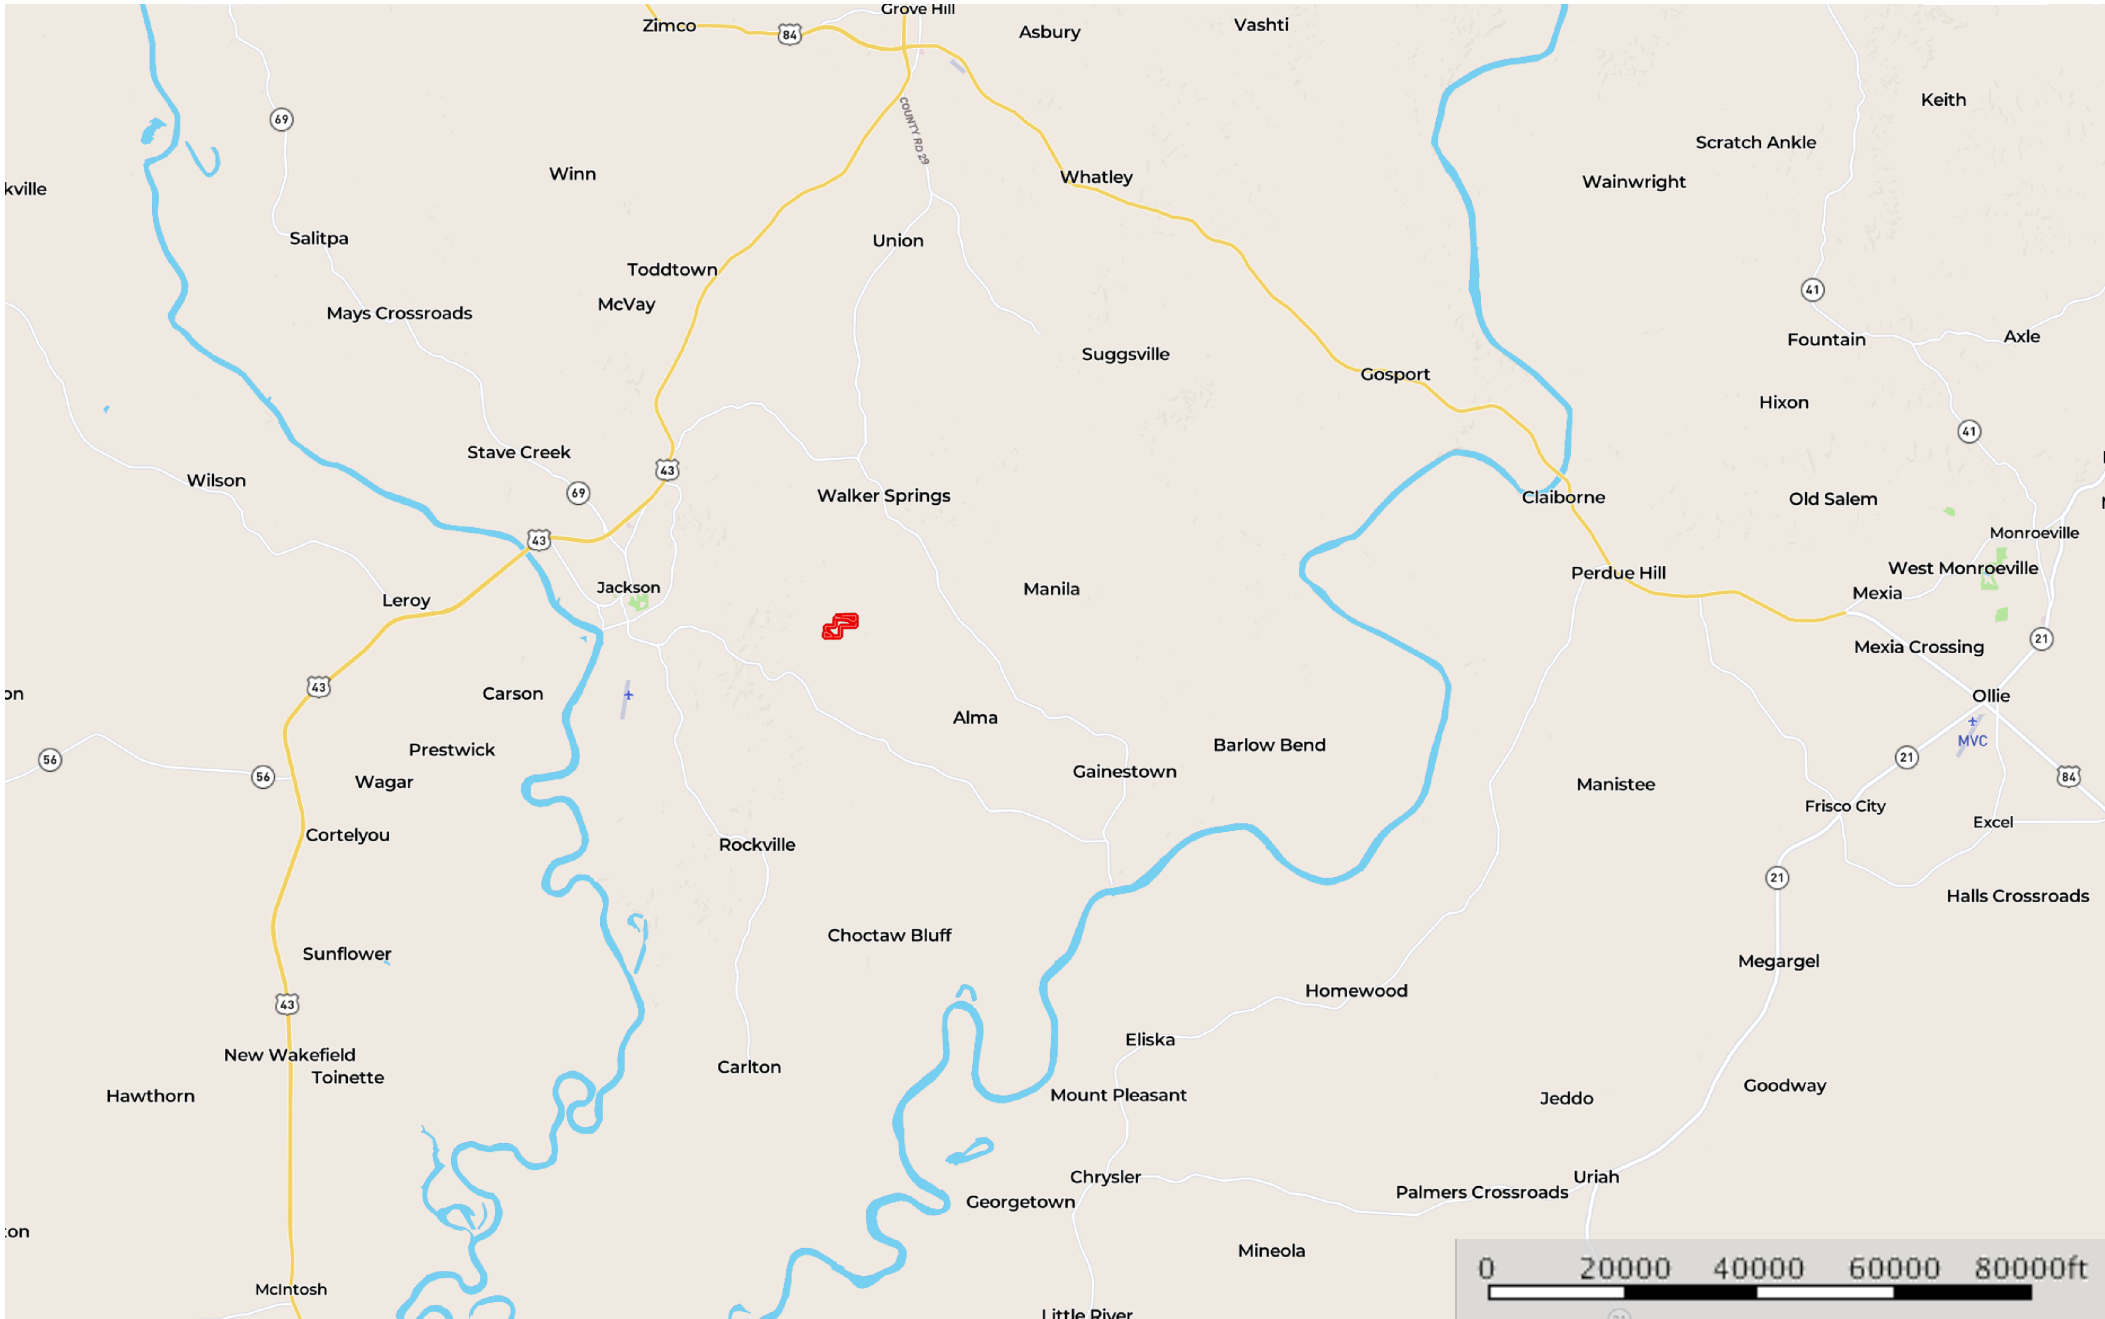 Grove Hill
Zimco
84
Asbury
Vashti
Keith
69
COUNTY RD 29
Scratch Ankle
Winn
Whatley
Wainwright
kville
Salitpa
Union
Toddtown
41
McVay
Mays Crossroads
Suggsville
Fountain
Axle
Gosport
Hixon
41
Stave Creek
43
Wilson
69
Walker Springs
Claiborne
Old Salem
43
Monroeville
Jackson
Manila
Perdue Hill
West Monroeville
Leroy
Mexia
21
Mexia Crossing
43
on
Carson
Ollie
Alma
Barlow Bend
MVC
Prestwick
56
56
Wagar
Gainestown
21
84
Manistee
Frisco City
Cortelyou
Rockville
Excel
21
Halls Crossroads
Choctaw Bluff
Sunflower
Megargel
43
Homewood
Eliska
New Wakefield
Toinette
Carlton
Hawthorn
Mount Pleasant
Jeddo
Goodway
Chrysler
Uriah
Georgetown
Palmers Crossroads
ton
Mineola
McIntosh
Little River
0 20000 40000 60000 80000ft